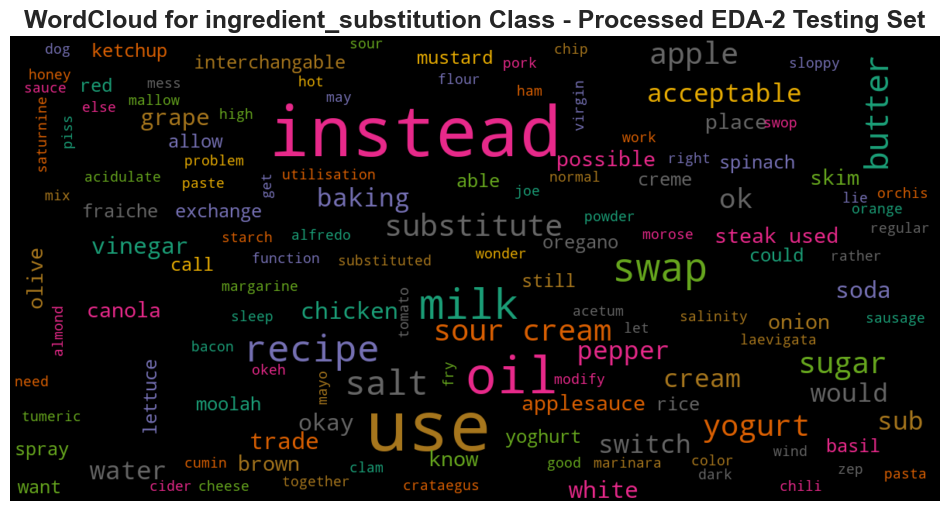 WordCloud for ingredient_substitution Class - Processed EDA-2 Testing Set
dog ketchup sour interchangable mustard chip apple sloppy
honey sauce red mess hot pork flour acceptable butter
else mallow may ham virgin
saturnine piss grape high instead place swop
allow work
problem possible right spinach
acidulate paste get utilisation able normal creme skim
mix baking joe ok lie orchis
fraiche exchange substitute powder orange
starch alfredo oregano morose steak used regular
vinegar call function substituted wonder could rather
olive margarine still swap soda
canola chicken tomato milk acetum salinity onion sausage
almond sleep sour cream let laevigata
bacon recipe pepper sugar
need okeh mayo salt fry oil modify cream would
tumeric lettuce moolah okay use applesauce rice yogurt sub
spray trade yoghurt switch basil
water cumin brown know good marinara color wind zep
clam dark pasta
want cider cheese together crataegus white chili